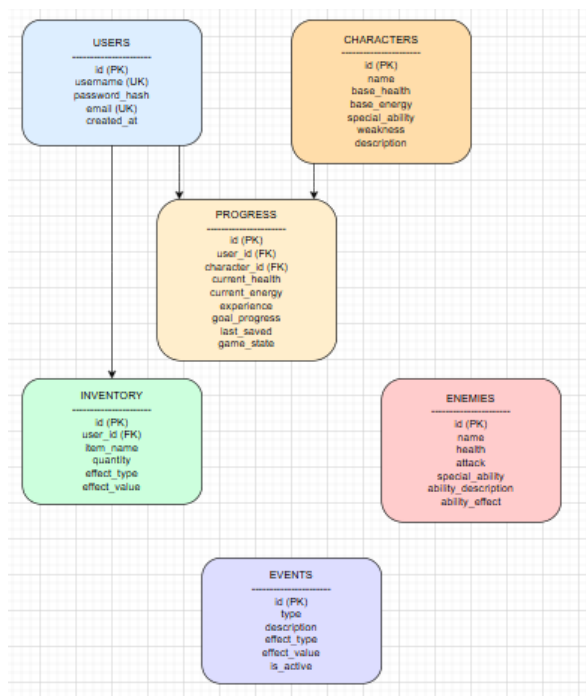 USERS
----------------------
id (PK)
username (UK)
password_hash
email (UK)
created_at
CHARACTERS
----------------------
id (PK)
name
base_health
base_energy
special_ability
weakness
description
PROGRESS
----------------------
id (PK)
user_id (FK)
character_id (FK)
current_health
current_energy
experience
goal_progress
last_saved
game_state
INVENTORY
----------------------
id (PK)
user_id (FK)
item_name
quantity
effect_type
effect_value
ENEMIES
----------------------
id (PK)
name
health
attack
special_ability
ability_description
ability_effect
EVENTS
----------------------
id (PK)
type
description
effect_type
effect_value
is_active